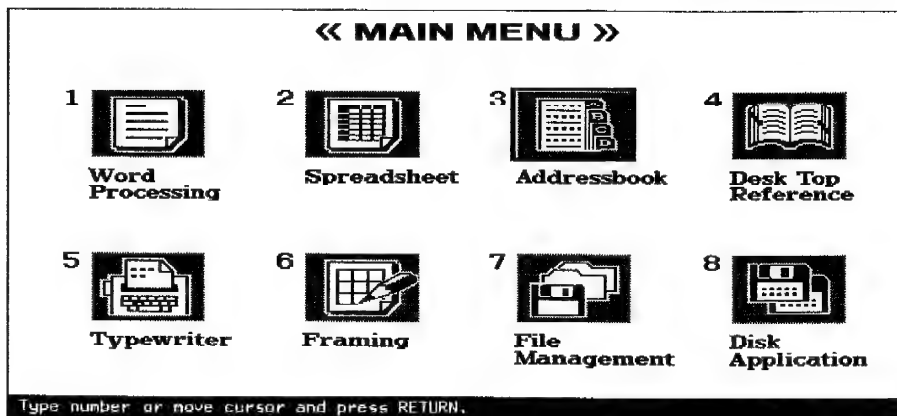 « MAIN MENU »
1
Word
Processing
2
Spreadsheet
3
Addressbook
4
Desk Top
Reference
5
Typewriter
6
Framing
7
File
Management
8
Disk
Application
Type number or move cursor and press RETURN.